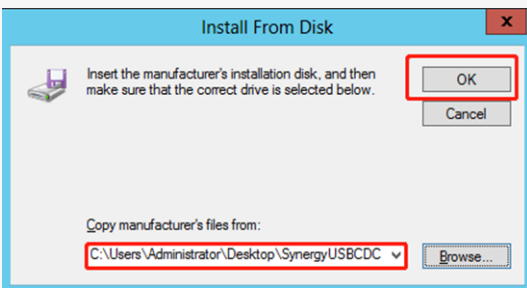 Install From Disk
x
Insert the manufacturer's installation disk, and then
make sure that the correct drive is selected below.
OK
Cancel
Copy manufacturer's files from:
C:\Users\Administrator\Desktop\SynergyUSBCDC
Browse...